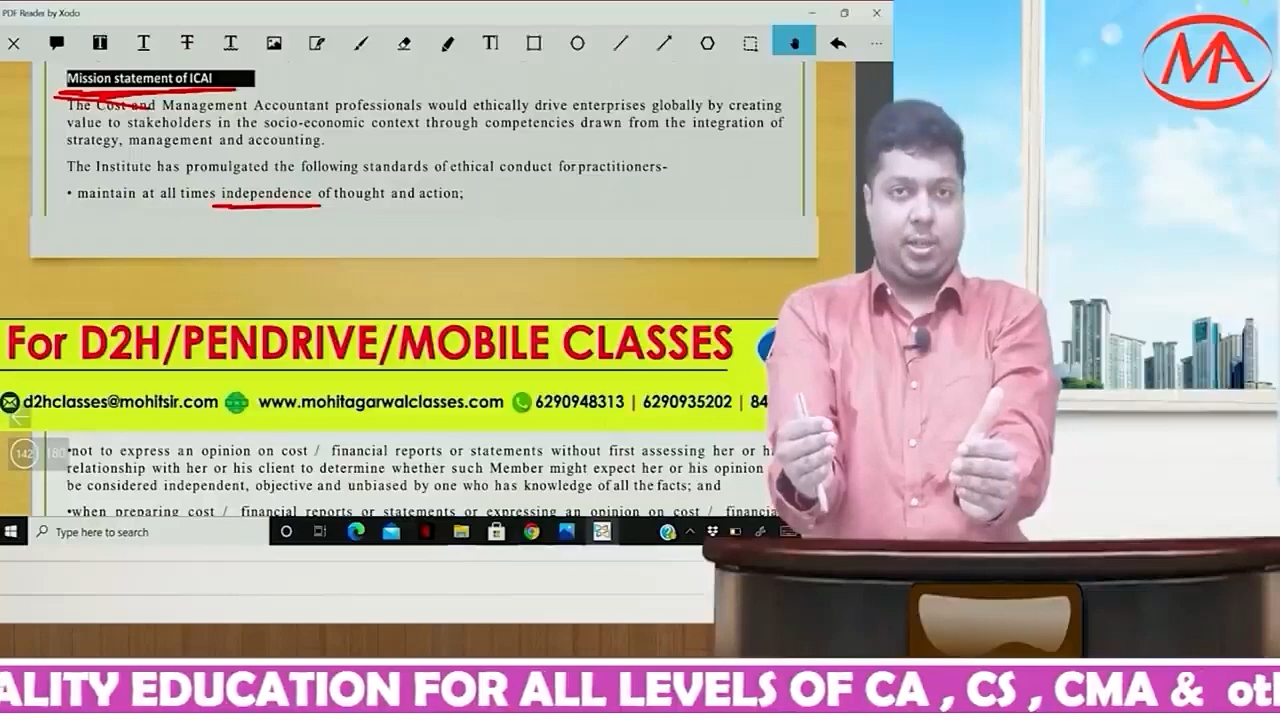 PDF Reader by Xodo
Mission statement of ICAI
The Cost and Management Accountant professionals would ethically drive enterprises globally by creating
value to stakeholders in the socio-economic context through competencies drawn from the integration of
strategy, management and accounting.
The Institute has promulgated the following standards of ethical conduct for practitioners-
• maintain at all times independence of thought and action;
MA
For D2H/PENDRIVE/MOBILE CLASSES
d2hclasses@mohitsir.com www.mohitagarwalclasses.com 6290948313 | 6290935202 | 84
142 180
•not to express an opinion on cost / financial reports or statements without first assessing her or
relationship with her or his client to determine whether such Member might expect her or his opinion
be considered independent, objective and unbiased by one who has knowledge of all the facts; and
•when preparing cost / financial reports or statements or expressing an opinion on cost / financia
Type here to search
ALITY EDUCATION FOR ALL LEVELS OF CA , CS , CMA & oth